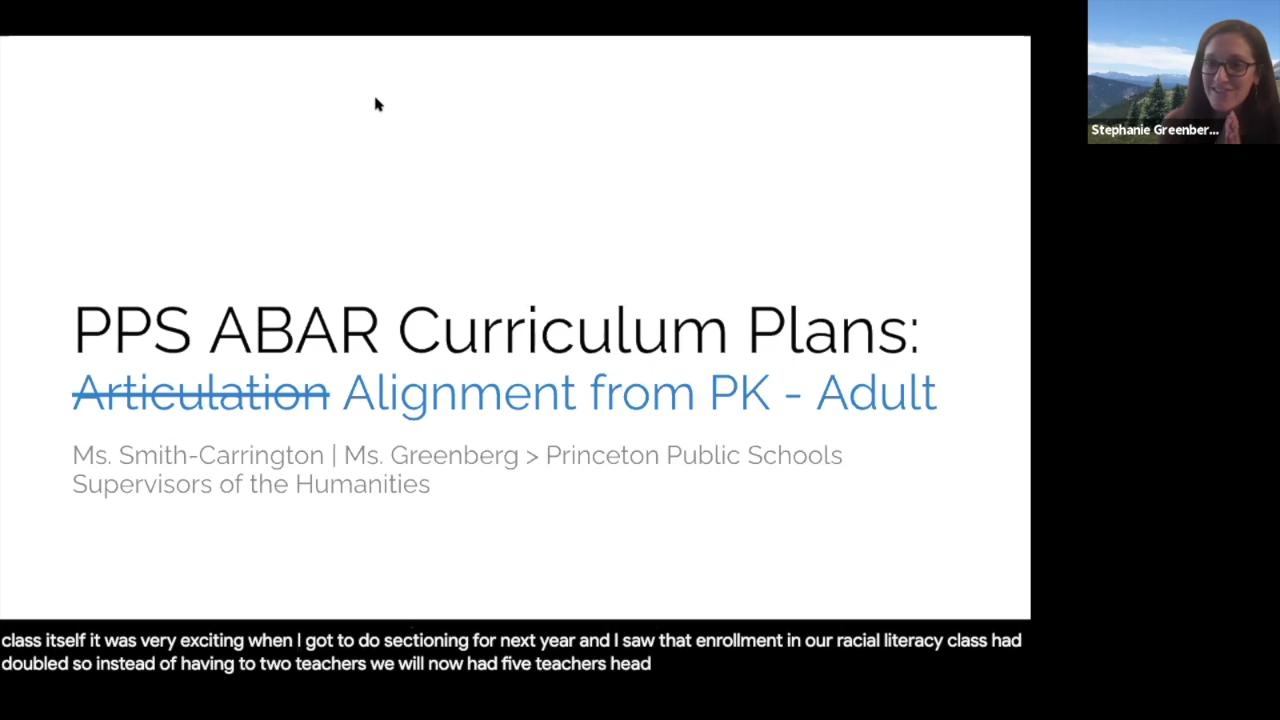 Stephanie Greenber...
PPS ABAR Curriculum Plans:
Articulation Alignment from PK - Adult
Ms. Smith-Carrington | Ms. Greenberg > Princeton Public Schools
Supervisors of the Humanities
class itself it was very exciting when I got to do sectioning for next year and I saw that enrollment in our racial literacy class had
doubled so instead of having to two teachers we will now had five teachers head